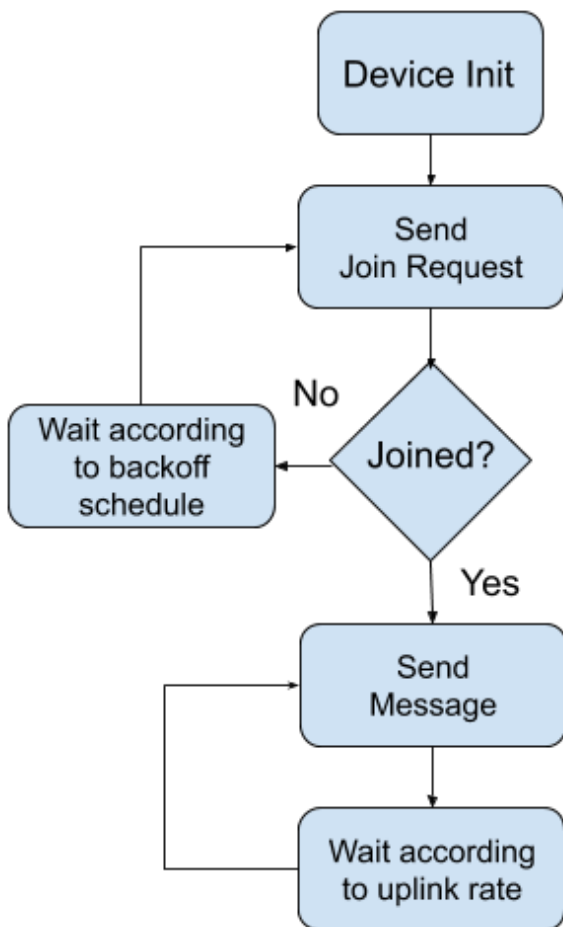 Device Init
Send
Join Request
No
Joined?
Wait according
to backoff
schedule
Yes
Send
Message
Wait according
to uplink rate